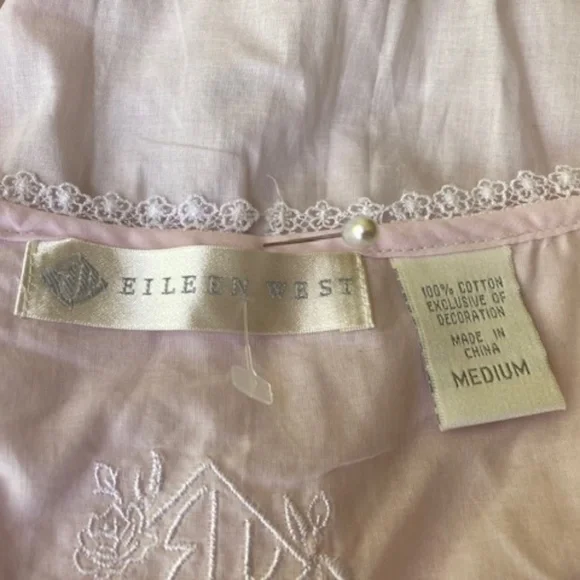 EILEEN WEST
100% COTTON
EXCLUSIVE OF
DECORATION
MADE IN
CHINA
MEDIUM